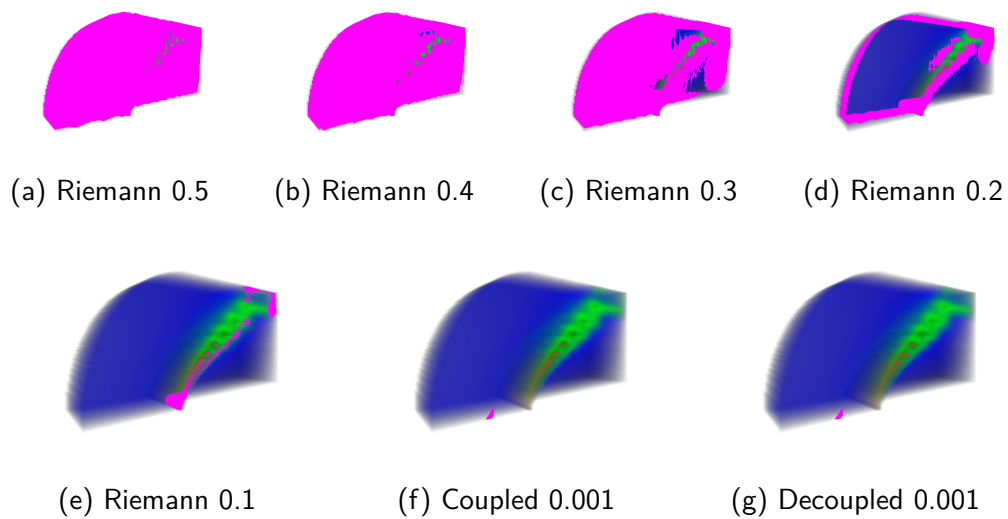 (a) Riemann 0.5
(b) Riemann 0.4
(c) Riemann 0.3
(d) Riemann 0.2
(e) Riemann 0.1
(f) Coupled 0.001
(g) Decoupled 0.001